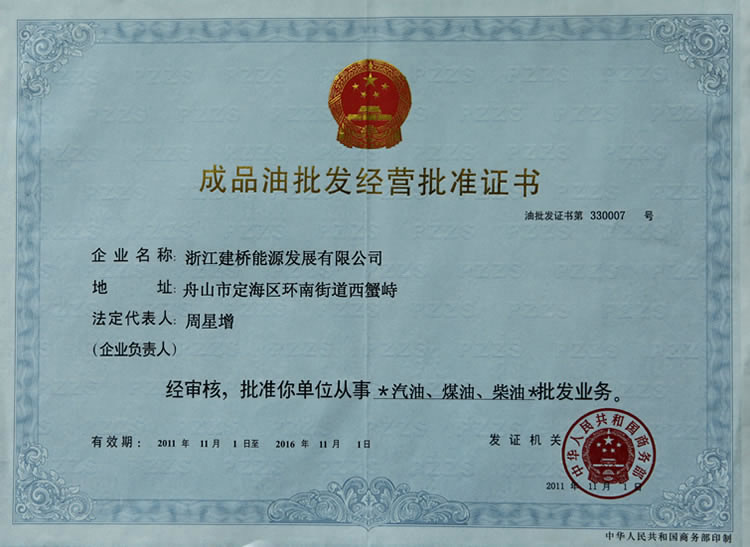 成品油批发经营批准证书
油批发证书第 330007 号
企业名称: 浙江建桥能源发展有限公司
地址: 舟山市定海区环南街道西蟹峙
法定代表人: 周星增
(企业负责人)
经审核，批准你单位从事*汽油、煤油、柴油*批发业务。
有效期: 2011 年 11 月 1日至 2016 年 11 月 1日
发证机关
中华人民共和国商务部
2011 年 11 月 1 日
中华人民共和国商务部印制
PZZS